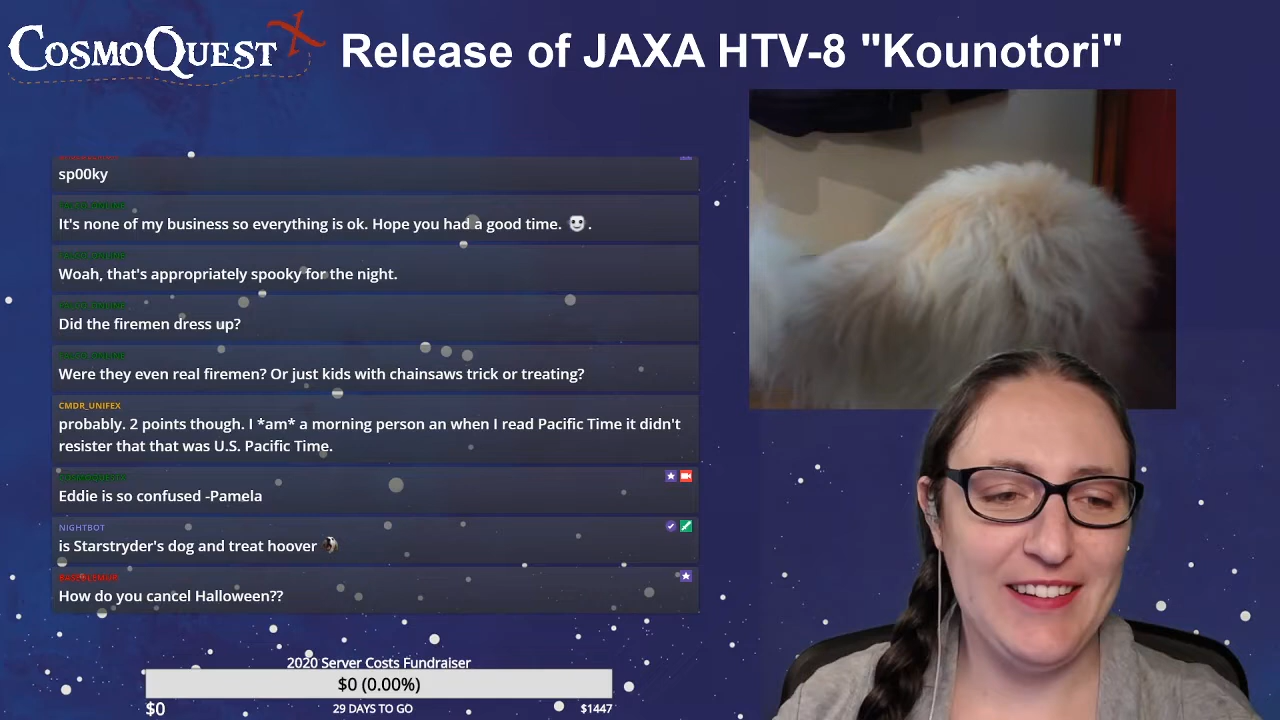 COSMOQUEST X
Release of JAXA HTV-8 "Kounotori"
sp00ky
It's none of my business so everything is ok. Hope you had a good time. .
Woah, that's appropriately spooky for the night.
Did the firemen dress up?
Were they even real firemen? Or just kids with chainsaws trick or treating?
CMDR_UNIFEX
probably. 2 points though. I *am* a morning person an when I read Pacific Time it didn't
resister that that was U.S. Pacific Time.
Eddie is so confused -Pamela
NIGHTBOT
is Starstryder's dog and treat hoover
How do you cancel Halloween??
2020 Server Costs Fundraiser
$0 (0.00%)
$0
29 DAYS TO GO
$1447